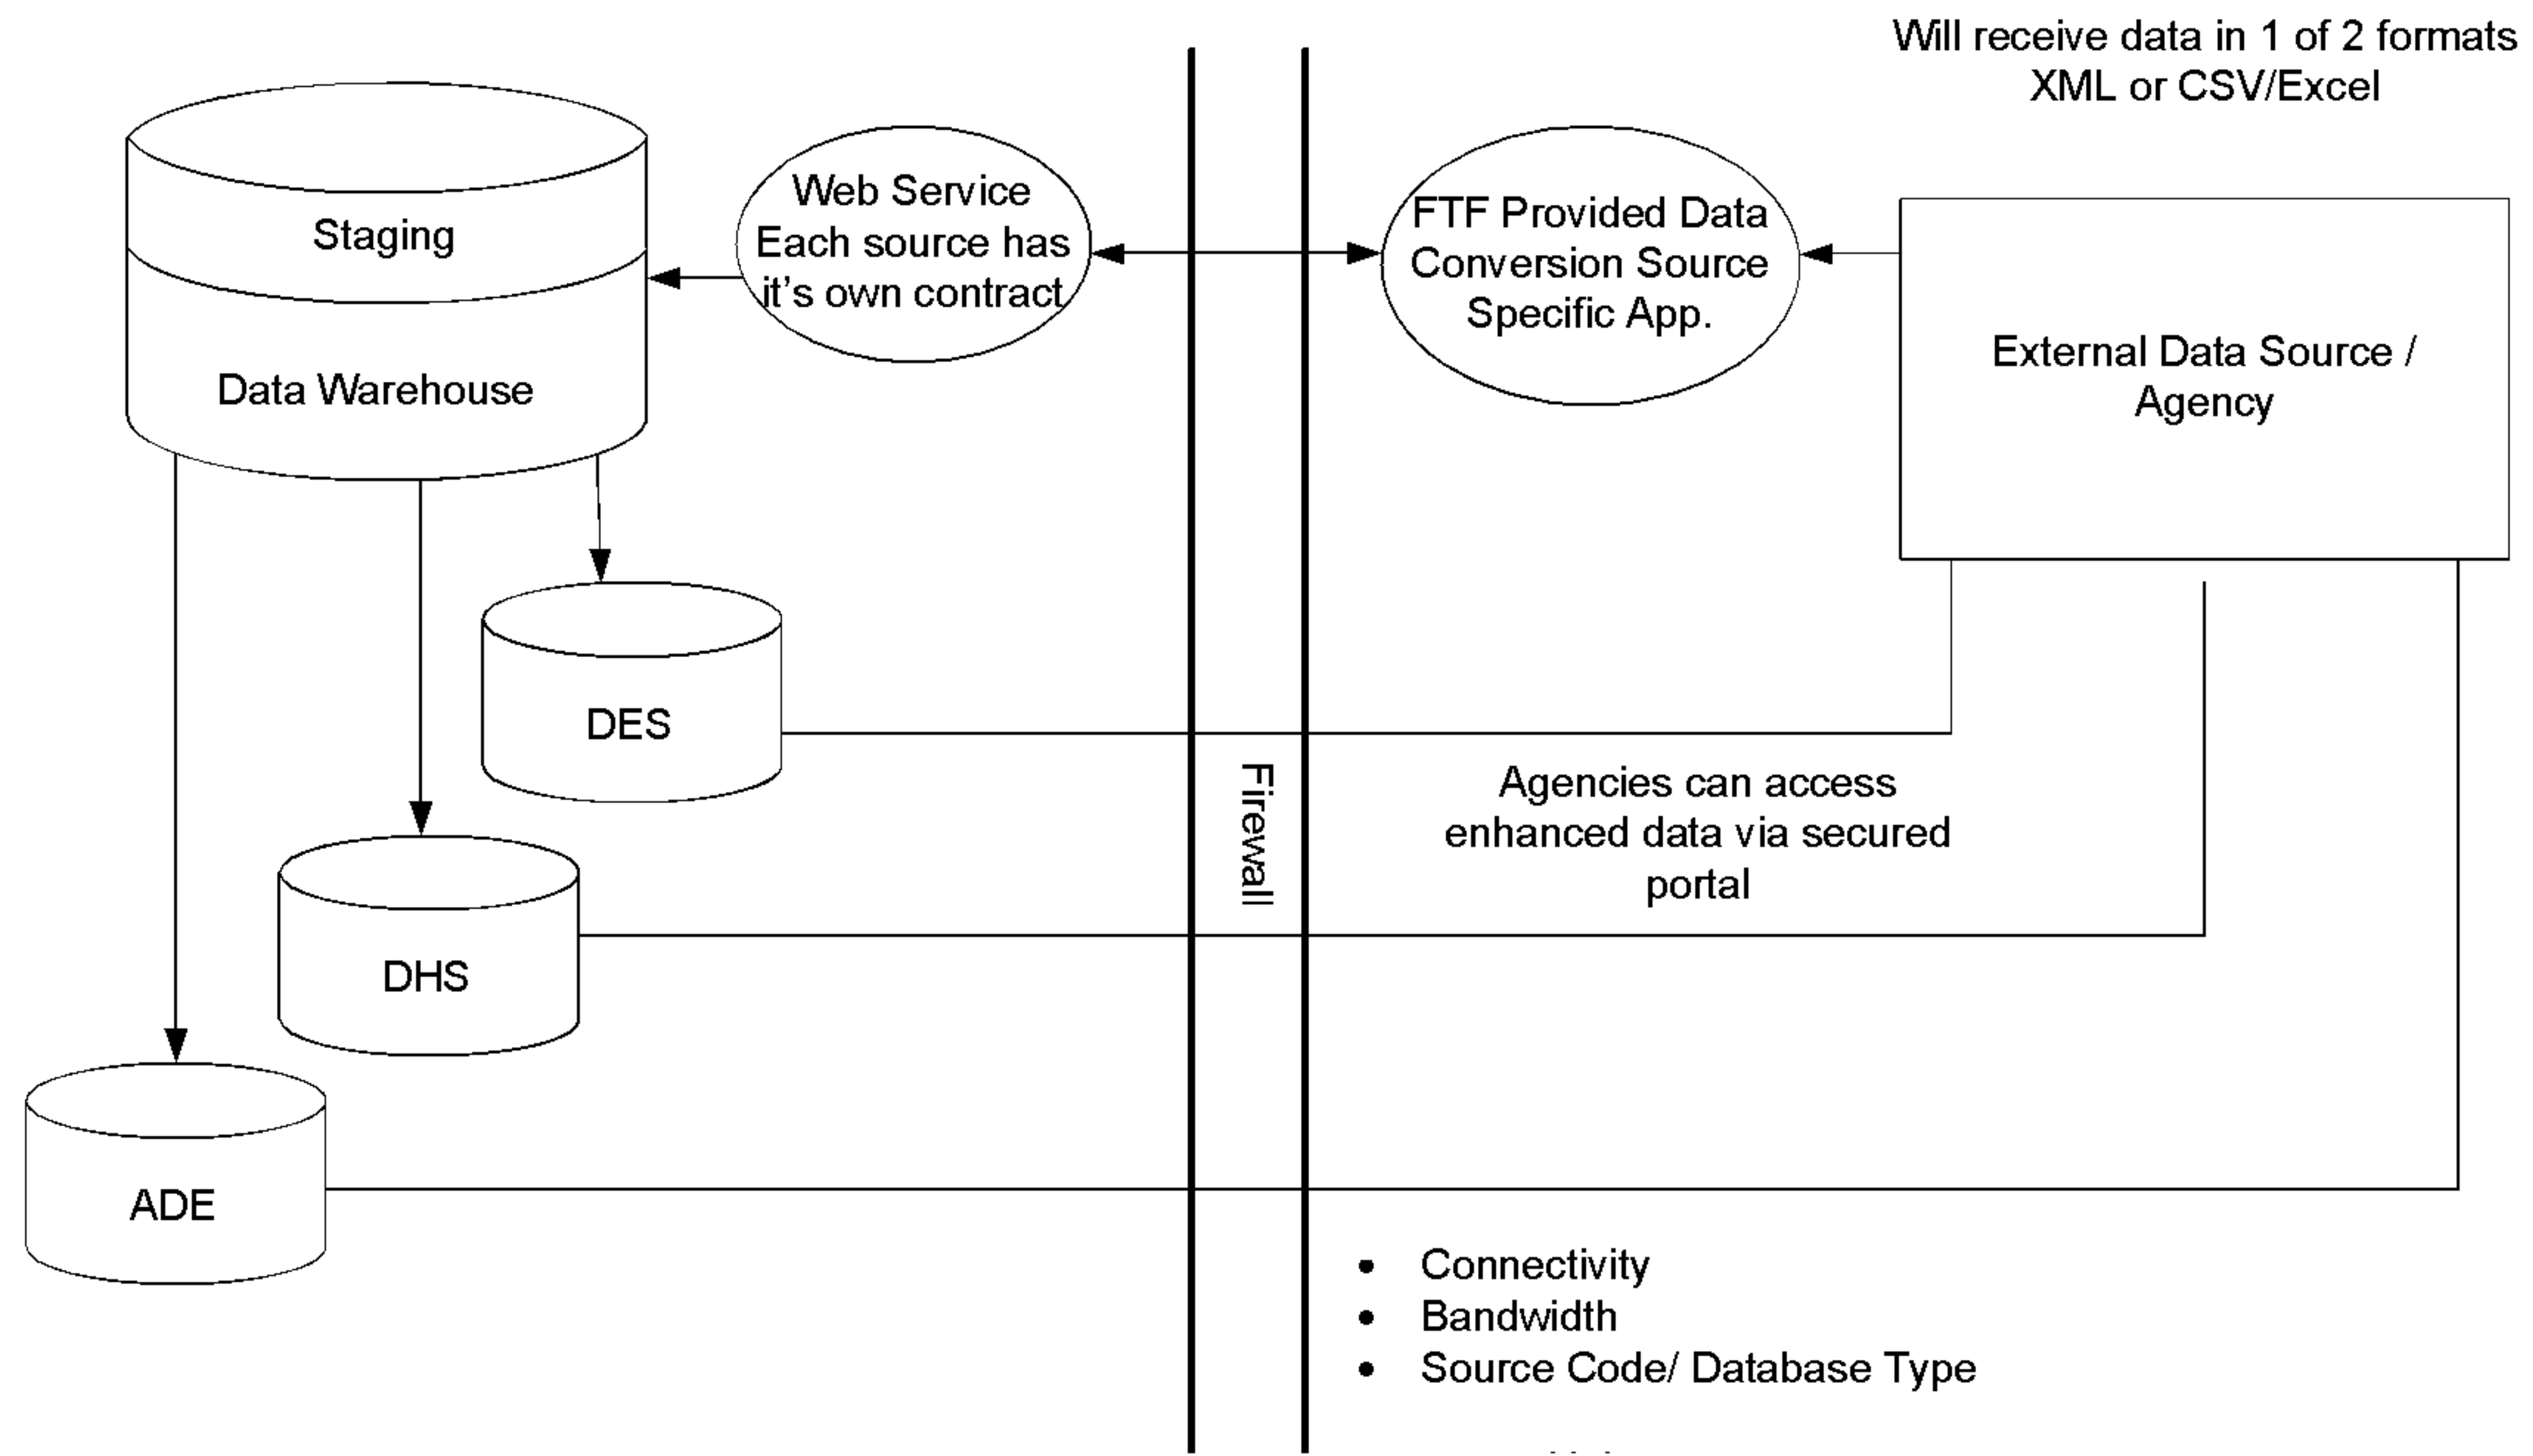 Will receive data in 1 of 2 formats
XML or CSV/Excel
Staging
Data Warehouse
Web Service
Each source has
it's own contract
FTF Provided Data
Conversion Source
Specific App.
External Data Source /
Agency
DES
Firewall
Agencies can access
enhanced data via secured
portal
DHS
ADE
• Connectivity
• Bandwidth
• Source Code/ Database Type